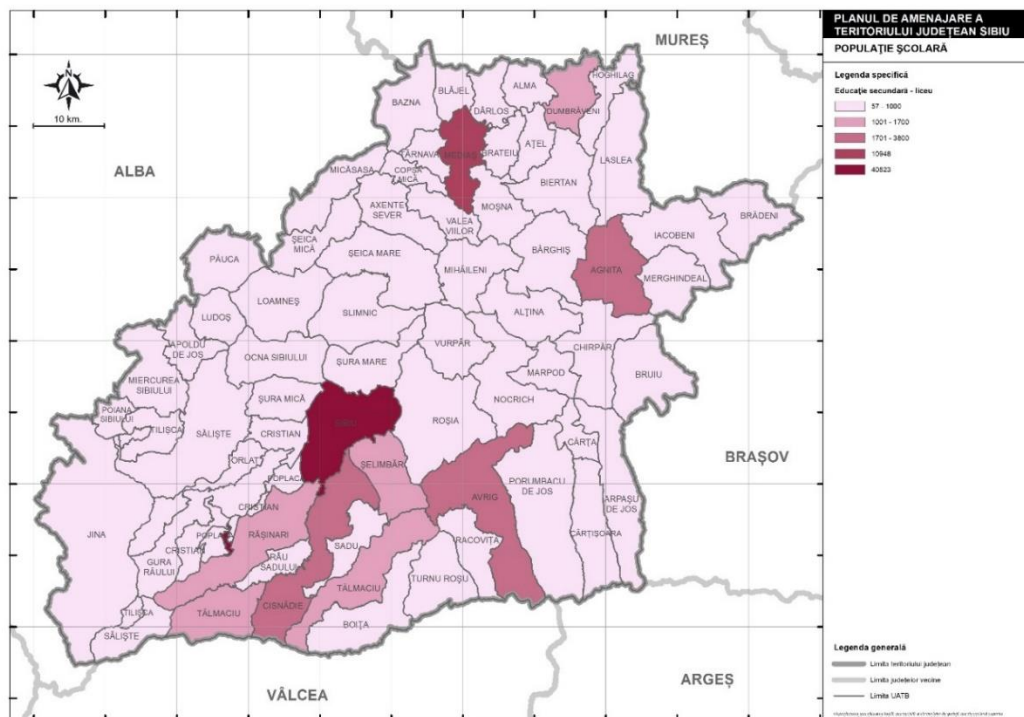 PLANUL DE AMENAJARE A
TERITORIULUI JUDEȚEAN SIBIU
POPULAȚIE ȘCOLARĂ
Legenda specifică
Educație secundară - liceu
57 - 1000
1001 - 1700
1701 - 3800
10948
40823
N
10 km.
MUREȘ
ALBA
BRAȘOV
ARGEȘ
VÂLCEA
HOGHILAG
BLĂJEL
ALMA
BAZNA
DÂRLOS
DUMBRĂVENI
AȚEL
TÂRNAVA
MEDIAȘ
BRATEIU
LASLEA
MICĂSASA
COPȘA
MICĂ
BIERTAN
AXENTE
SEVER
MOȘNA
BRĂDENI
VALEA
VIILOR
IACOBENI
ȘEICA
MICĂ
ȘEICA MARE
BÂRGHIȘ
PĂUCA
MIHĂILENI
AGNITA
MERGHINDEAL
LOAMNEȘ
SLIMNIC
ALȚINA
LUDOȘ
VURPĂR
CHIRPĂR
APOLDU
DE JOS
OCNA SIBIULUI
ȘURA MARE
MARPOD
BRUIU
MIERCUREA
SIBIULUI
ȘURA MICĂ
NOCRICH
POIANA
SIBIULUI
TILIȘCA
SĂLIȘTE
CRISTIAN
SIBIU
ROȘIA
CÂRȚA
ORLAT
ȘELIMBĂR
POPLACA
PORUMBACU
DE JOS
AVRIG
ARPAȘU
DE JOS
CRISTIAN
JINA
RĂȘINARI
CÂRȚIȘOARA
CRISTIAN
SADU
RACOVIȚA
GURA
RÂULUI
RÂU
SADULUI
TURNU ROȘU
TĂLMACIU
CISNĂDIE
TILIȘCA
TĂLMACIU
BOIȚA
SĂLIȘTE
Legenda generală
Limita teritoriului județean
Limita județelor vecine
Limita UATB